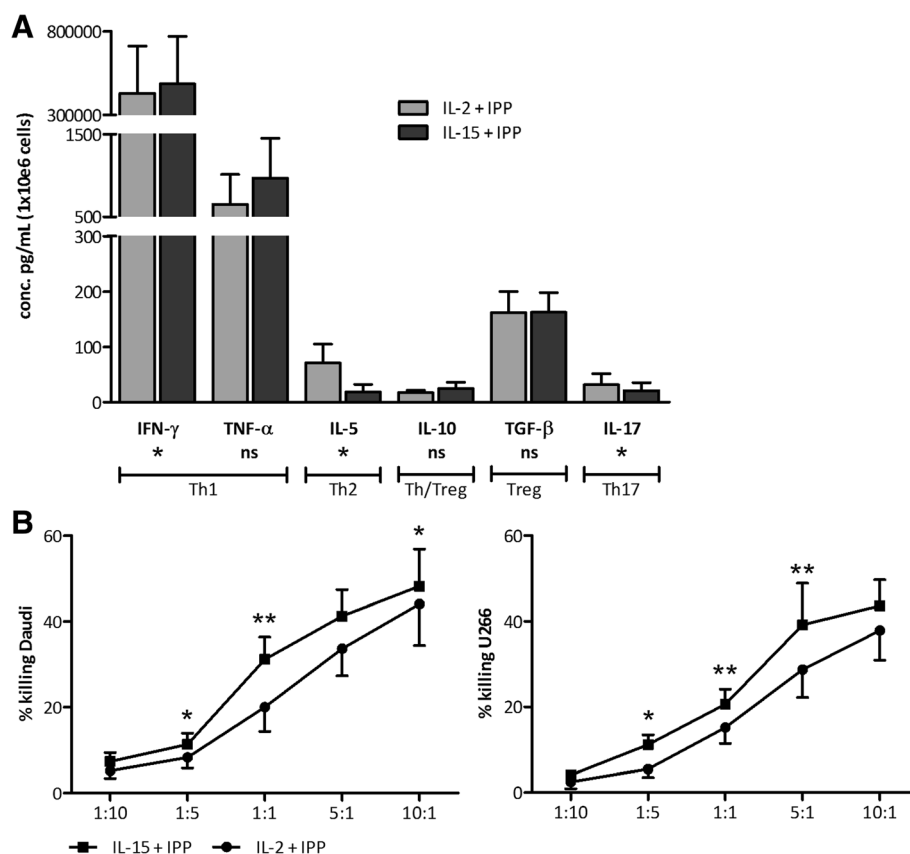 A
800000
300000
1500
500
300
200
100
0
conc. pg/mL (1x10e6 cells)
IL-2 + IPP
IL-15 + IPP
IFN-γ TNF-α IL-5 IL-10 TGF-β IL-17
* ns * ns ns *
Th1 Th2 Th/Treg Treg Th17
B
60
40
20
0
% killing Daudi
* ** *
1:10 1:5 1:1 5:1 10:1
60
40
20
0
% killing U266
* ** **
1:10 1:5 1:1 5:1 10:1
IL-15 + IPP IL-2 + IPP